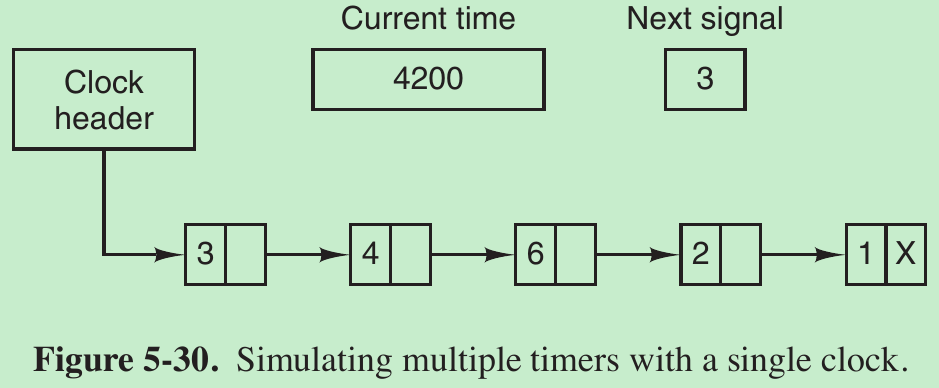 Current time
Next signal
Clock
header
4200
3
3
4
6
2
1
X
Figure 5-30. Simulating multiple timers with a single clock.